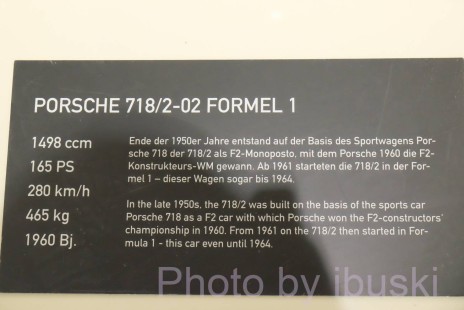 PORSCHE 718/2-02 FORMEL 1
1498 ccm
165 PS
280 km/h
465 kg
1960 Bj.
Ende der 1950er Jahre entstand auf der Basis des Sportwagens Por-
sche 718 der 718/2 als F2-Monoposto, mit dem Porsche 1960 die F2-
Konstrukteurs-WM gewann. Ab 1961 starteten die 718/2 in der For-
mel 1 – dieser Wagen sogar bis 1964.
In the late 1950s, the 718/2 was built on the basis of the sports car
Porsche 718 as a F2 car with which Porsche won the F2-constructors'
championship in 1960. From 1961 on the 718/2 then started in For-
mula 1 - this car even until 1964.
Photo by ibuski